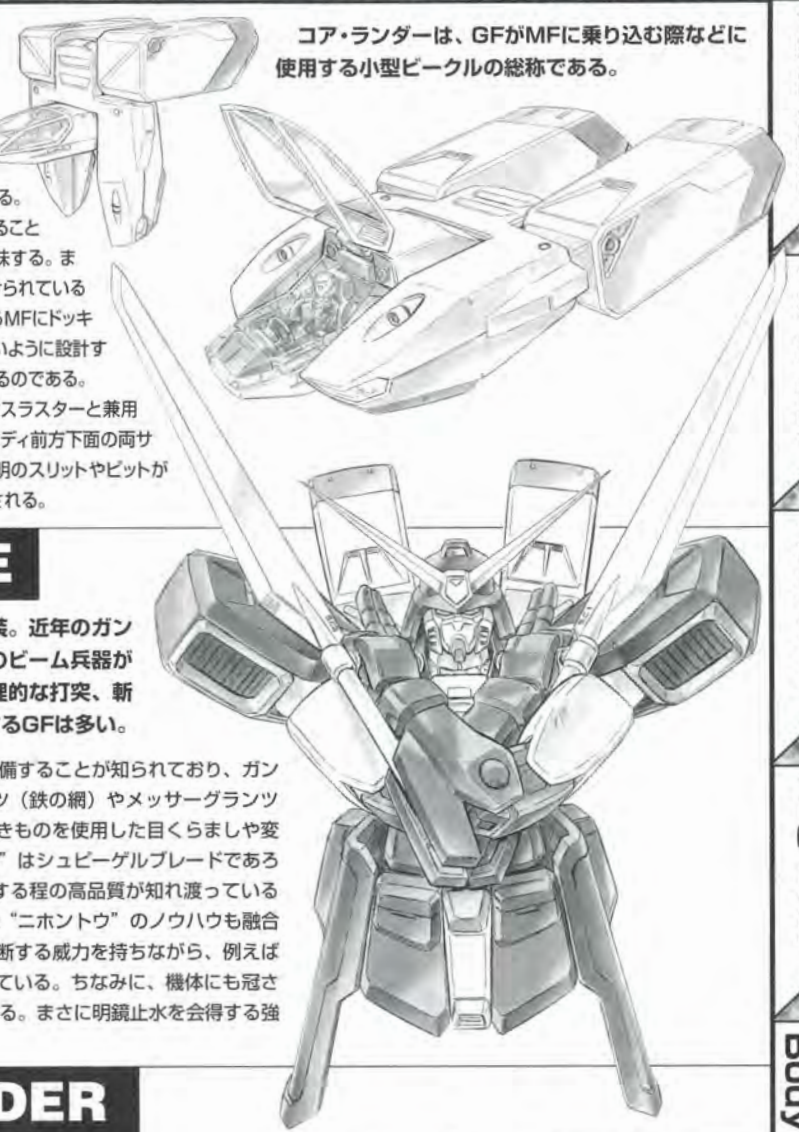 コア・ランダーは、GFがMFに乗り込む際などに
使用する小型ビークルの総称である。
る。
ること
味する。ま
られている
MFにドッキ
いように設計す
るのである。
スラスターと兼用
ディ前方下面の両サ
明のスリットやピットが
される。
E
装。近年のガン
のビーム兵器が
理的な打突、斬
するGFは多い。
備することが知られており、ガン
ツ（鉄の網）やメッサーグランツ
きものを使用した目くらましや変
” はシュピーゲルブレードであろ
する程の高品質が知れ渡っている
“ニホントウ” のノウハウも融合
断する威力を持ちながら、例えば
ている。ちなみに、機体にも冠さ
る。まさに明鏡止水を会得する強
DER
Body